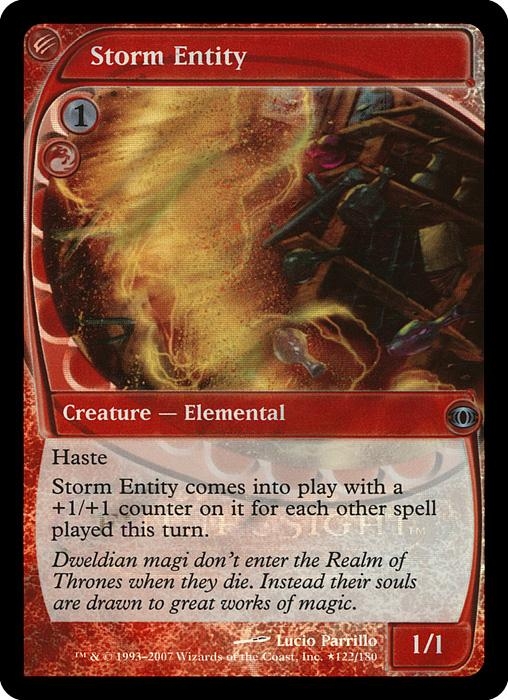 Storm Entity
1
Creature — Elemental
Haste
Storm Entity comes into play with a
+1/+1 counter on it for each other spell
played this turn.
Dweldian magi don't enter the Realm of
Thrones when they die. Instead their souls
are drawn to great works of magic.
Lucio Parrillo
™ & © 1993–2007 Wizards of the Coast, Inc. ★122/180
1/1